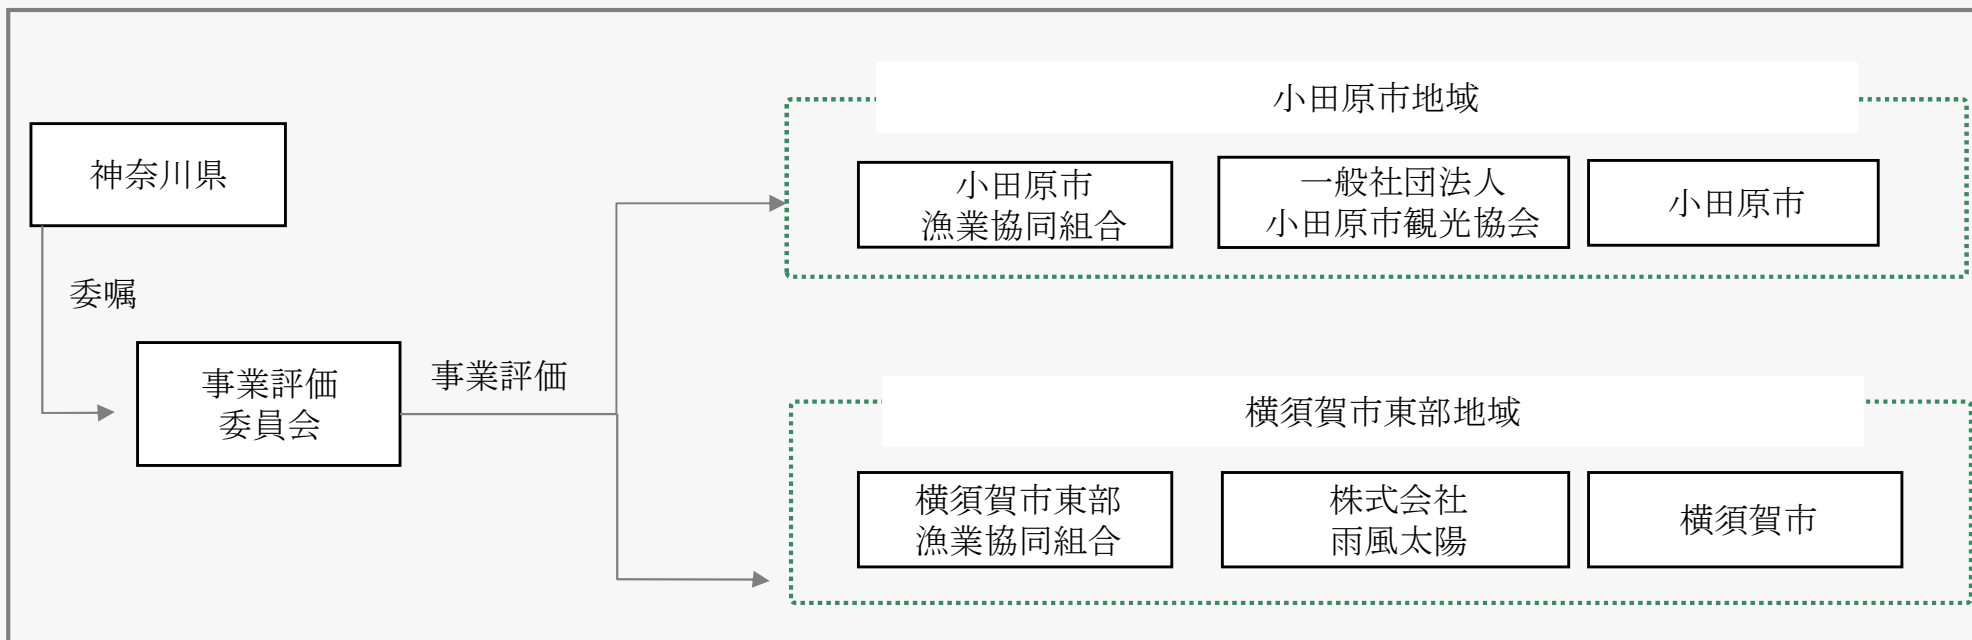 神奈川県
委嘱
事業評価
委員会
事業評価
小田原市地域
小田原市
漁業協同組合
一般社団法人
小田原市観光協会
小田原市
横須賀市東部地域
横須賀市東部
漁業協同組合
株式会社
雨風太陽
横須賀市